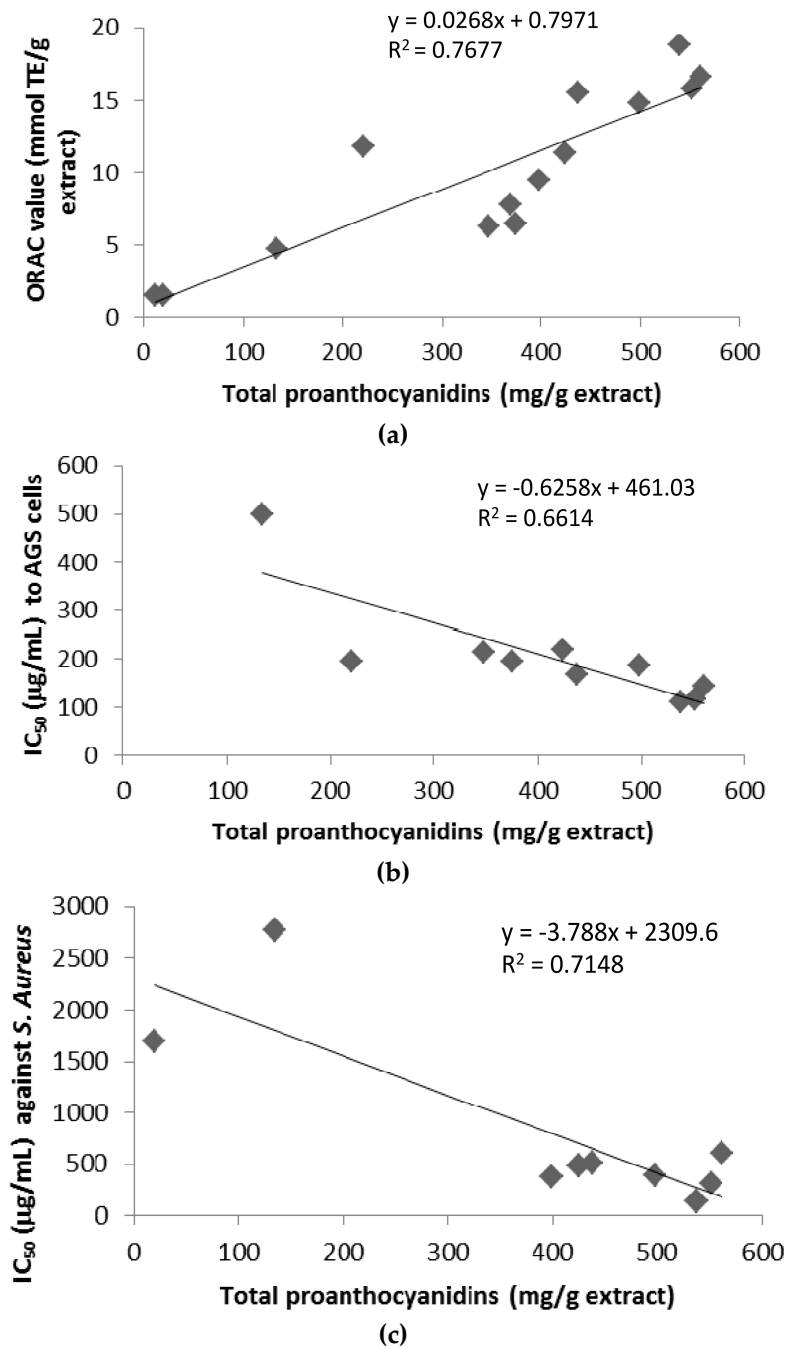 y = 0.0268x + 0.7971
R² = 0.7677
20
15
10
5
0
ORAC value (mmol TE/g
extract)
0 100 200 300 400 500 600
Total proanthocyanidins (mg/g extract)
(a)
y = -0.6258x + 461.03
R² = 0.6614
600
500
400
300
200
100
0
IC₅₀ (µg/mL) to AGS cells
0 100 200 300 400 500 600
Total proanthocyanidins (mg/g extract)
(b)
y = -3.788x + 2309.6
R² = 0.7148
3000
2500
2000
1500
1000
500
0
IC₅₀ (µg/mL) against S. Aureus
0 100 200 300 400 500 600
Total proanthocyanidins (mg/g extract)
(c)